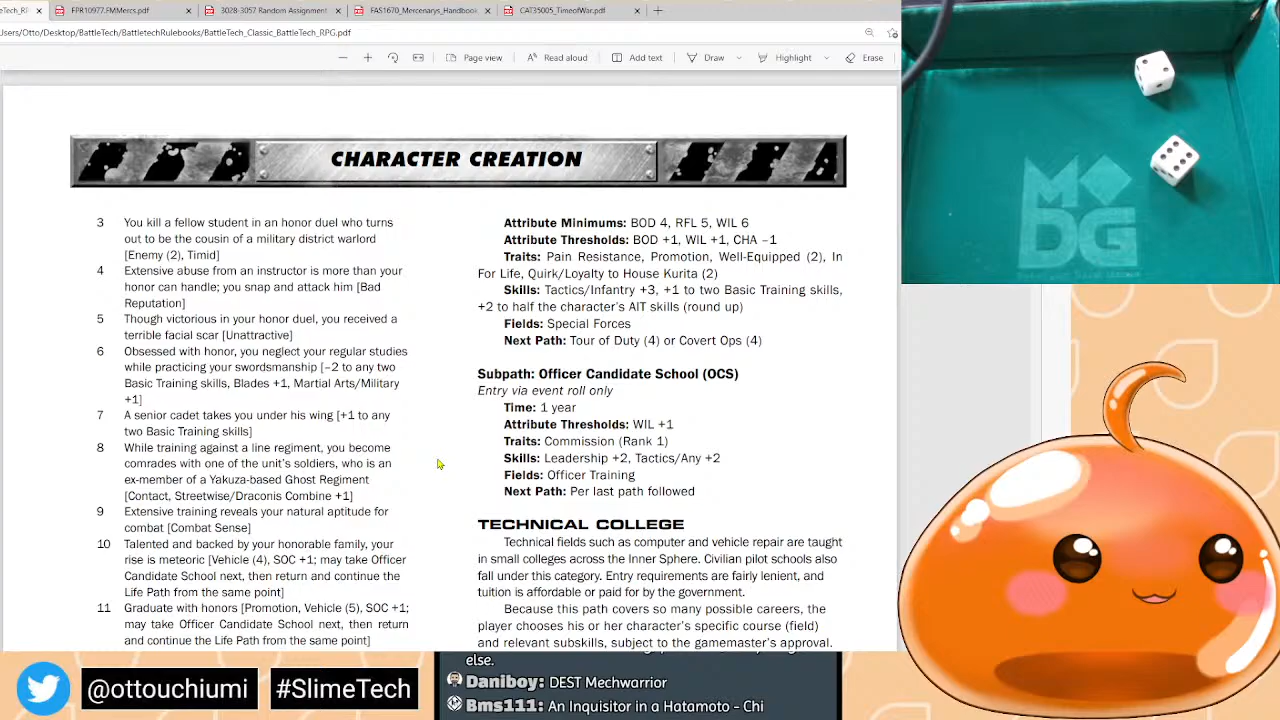 eTech_RP
FPR10977.FMMercs.pdf
3028-3057 Random Assignment
FAS1670_Mercenarys_Handbook
CAT35005_TimeofWar.pdf
Users/Otto/Desktop/BattleTech/BattletechRulebooks/BattleTech_Classic_BattleTech_RPG.pdf
Page view
Read aloud
Add text
Draw
Highlight
Erase
CHARACTER CREATION
3 You kill a fellow student in an honor duel who turns
out to be the cousin of a military district warlord
[Enemy (2), Timid]
4 Extensive abuse from an instructor is more than your
honor can handle; you snap and attack him [Bad
Reputation]
5 Though victorious in your honor duel, you received a
terrible facial scar [Unattractive]
6 Obsessed with honor, you neglect your regular studies
while practicing your swordsmanship [–2 to any two
Basic Training skills, Blades +1, Martial Arts/Military
+1]
7 A senior cadet takes you under his wing [+1 to any
two Basic Training skills]
8 While training against a line regiment, you become
comrades with one of the unit's soldiers, who is an
ex-member of a Yakuza-based Ghost Regiment
[Contact, Streetwise/Draconis Combine +1]
9 Extensive training reveals your natural aptitude for
combat [Combat Sense]
10 Talented and backed by your honorable family, your
rise is meteoric [Vehicle (4), SOC +1; may take Officer
Candidate School next, then return and continue the
Life Path from the same point]
11 Graduate with honors [Promotion, Vehicle (5), SOC +1;
may take Officer Candidate School next, then return
and continue the Life Path from the same point]
Attribute Minimums: BOD 4, RFL 5, WIL 6
Attribute Thresholds: BOD +1, WIL +1, CHA –1
Traits: Pain Resistance, Promotion, Well-Equipped (2), In
For Life, Quirk/Loyalty to House Kurita (2)
Skills: Tactics/Infantry +3, +1 to two Basic Training skills,
+2 to half the character's AIT skills (round up)
Fields: Special Forces
Next Path: Tour of Duty (4) or Covert Ops (4)
Subpath: Officer Candidate School (OCS)
Entry via event roll only
Time: 1 year
Attribute Thresholds: WIL +1
Traits: Commission (Rank 1)
Skills: Leadership +2, Tactics/Any +2
Fields: Officer Training
Next Path: Per last path followed
TECHNICAL COLLEGE
Technical fields such as computer and vehicle repair are taught
in small colleges across the Inner Sphere. Civilian pilot schools also
fall under this category. Entry requirements are fairly lenient, and
tuition is affordable or paid for by the government.
Because this path covers so many possible careers, the
player chooses his or her character's specific course (field)
and relevant subskills, subject to the gamemaster's approval.
MDG
@ottouchiumi
#SlimeTech
else.
Daniboy: DEST Mechwarrior
Bms111: An Inquisitor in a Hatamoto - Chi